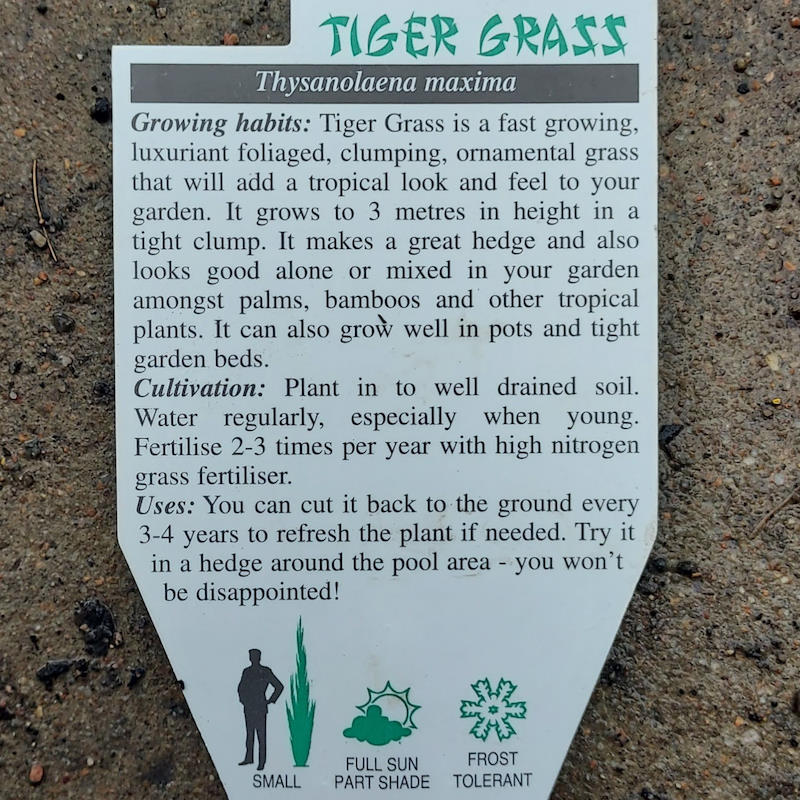 TIGER GRASS
Thysanolaena maxima
Growing habits: Tiger Grass is a fast growing,
luxuriant foliaged, clumping, ornamental grass
that will add a tropical look and feel to your
garden. It grows to 3 metres in height in a
tight clump. It makes a great hedge and also
looks good alone or mixed in your garden
amongst palms, bamboos and other tropical
plants. It can also grow well in pots and tight
garden beds.
Cultivation: Plant in to well drained soil.
Water regularly, especially when young.
Fertilise 2-3 times per year with high nitrogen
grass fertiliser.
Uses: You can cut it back to the ground every
3-4 years to refresh the plant if needed. Try it
in a hedge around the pool area - you won't
be disappointed!
SMALL
FULL SUN
PART SHADE
FROST
TOLERANT